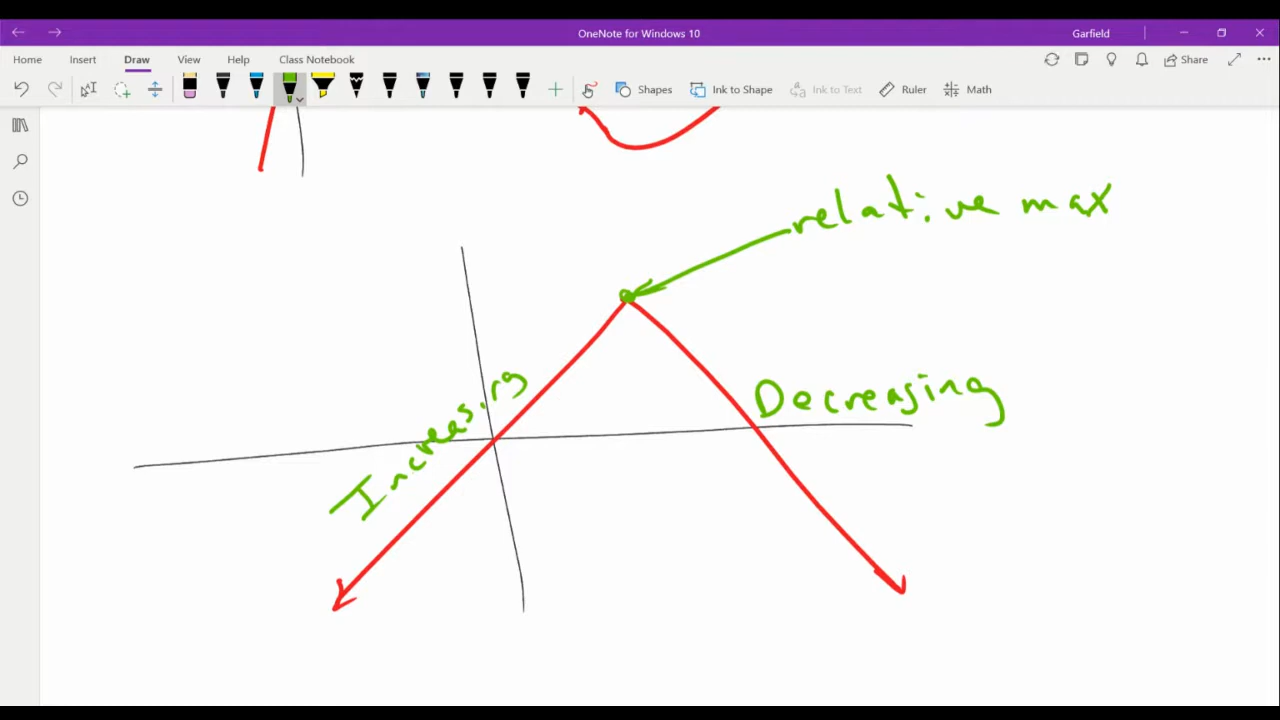 OneNote for Windows 10
Garfield
Home Insert Draw View Help Class Notebook
Share
Shapes Ink to Shape Ink to Text Ruler Math
relative max
Increasing
Decreasing